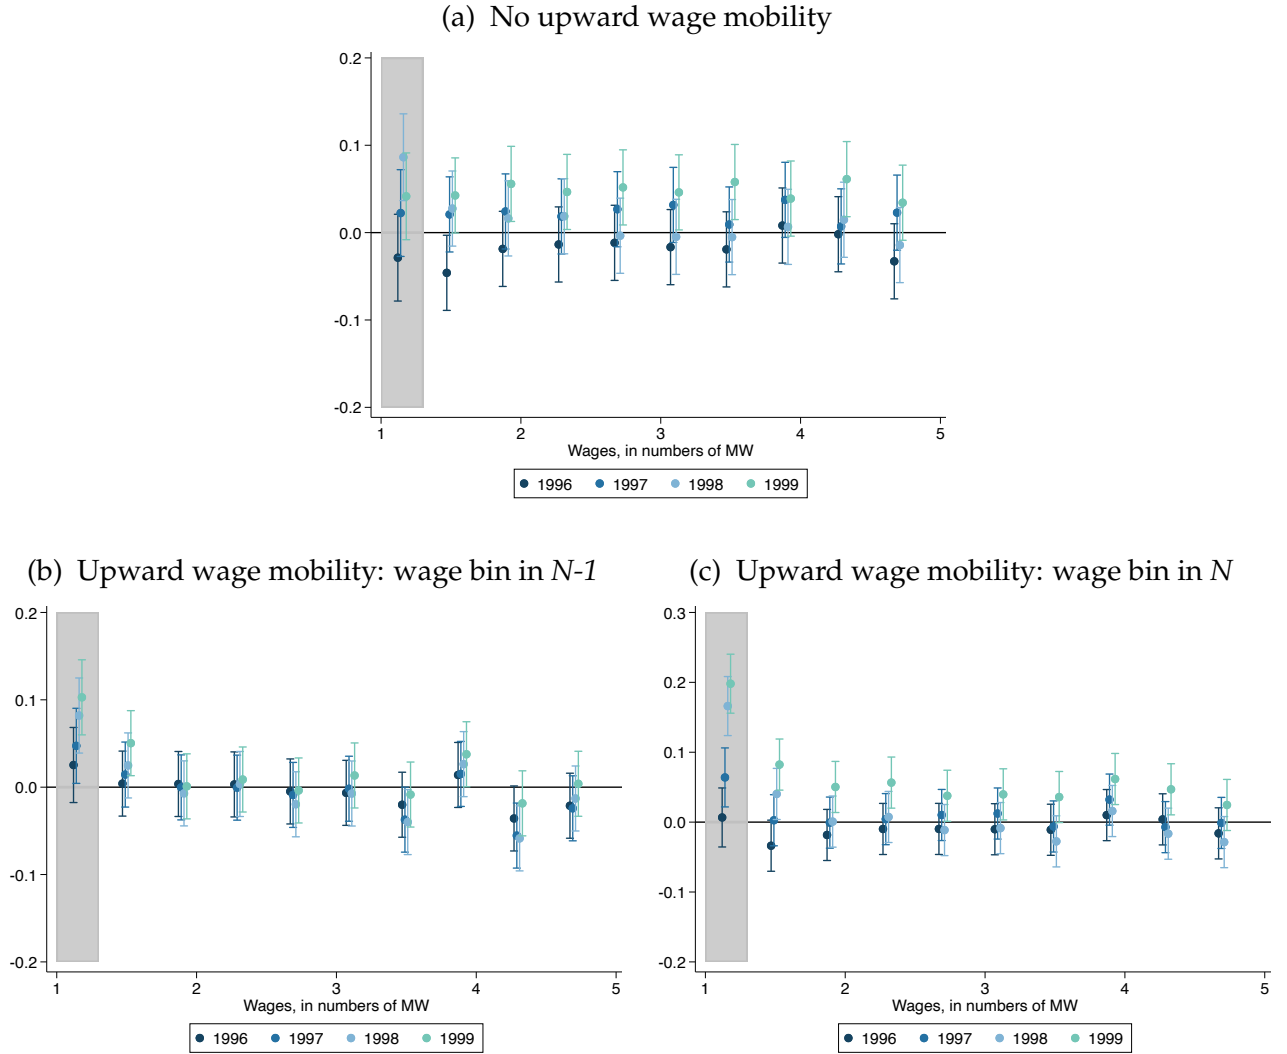 (a) No upward wage mobility
0.2
0.1
0.0
-0.1
-0.2
1 2 3 4 5
Wages, in numbers of MW
1996 1997 1998 1999
(b) Upward wage mobility: wage bin in N-1
0.2
0.1
0.0
-0.1
-0.2
1 2 3 4 5
Wages, in numbers of MW
1996 1997 1998 1999
(c) Upward wage mobility: wage bin in N
0.3
0.2
0.1
0.0
-0.1
-0.2
1 2 3 4 5
Wages, in numbers of MW
1996 1997 1998 1999